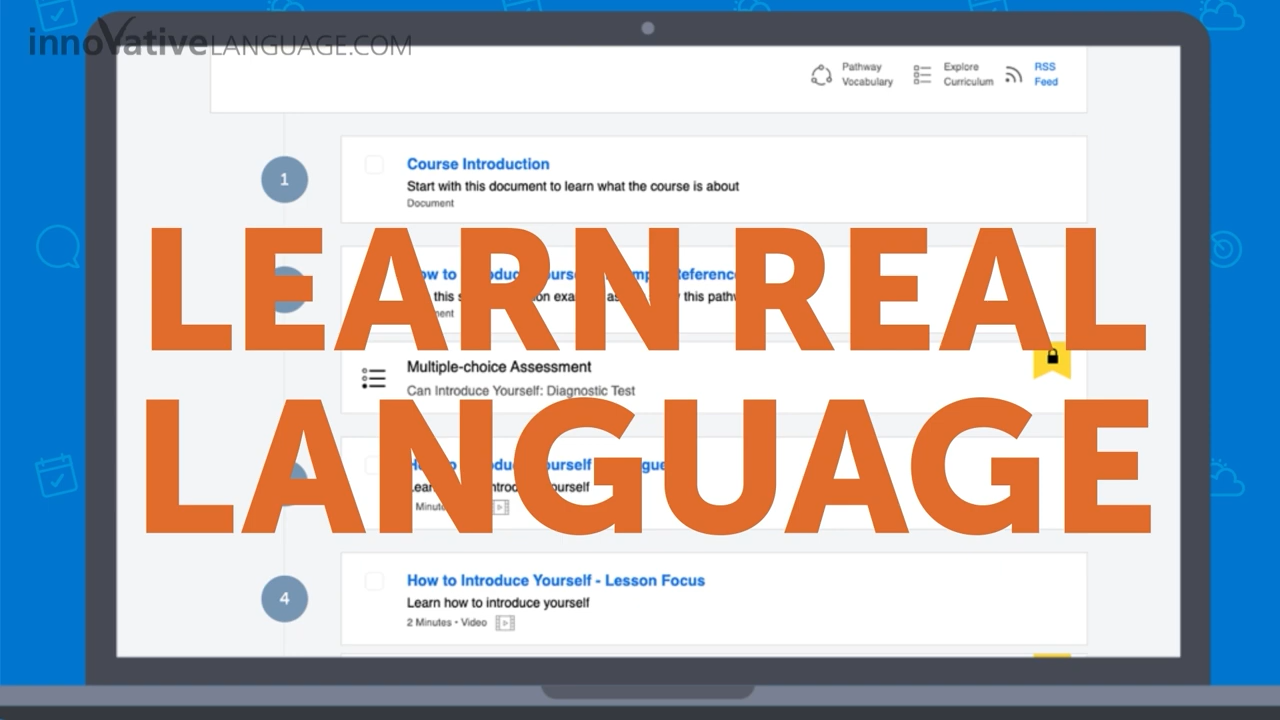 innoVativeLANGUAGE.COM
Pathway
Vocabulary
Explore
Curriculum
RSS
Feed
1
Course Introduction
Start with this document to learn what the course is about
Document
LEARN REAL
this
this
Multiple-choice Assessment
Can Introduce Yourself: Diagnostic Test
LANGUAGE
4
How to Introduce Yourself - Lesson Focus
Learn how to introduce yourself
2 Minutes • Video